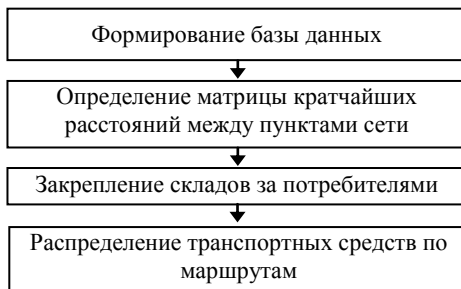 Формирование базы данных
Определение матрицы кратчайших
расстояний между пунктами сети
Закрепление складов за потребителями
Распределение транспортных средств по
маршрутам